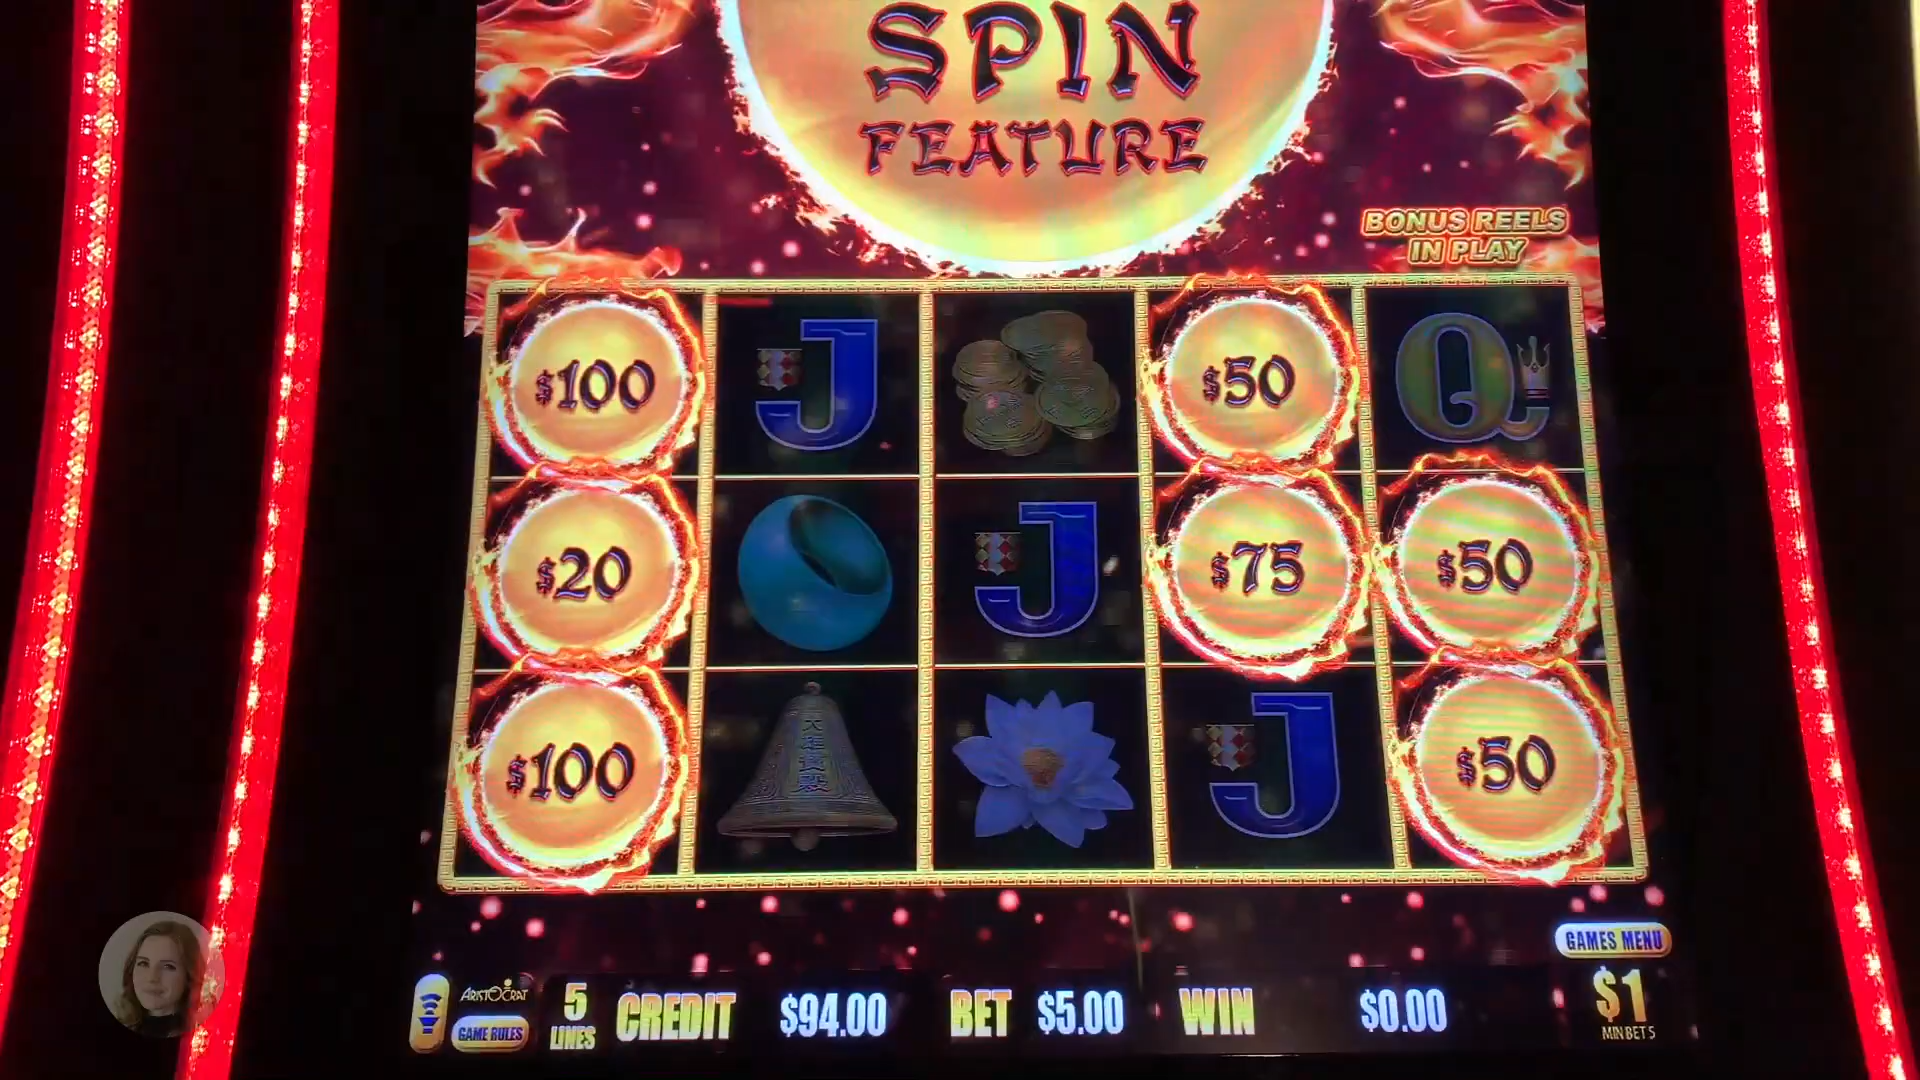 SPIN
FEATURE
BONUS REELS
IN PLAY
$100 J $50 Q
$20 J $75 $50
$100 J $50
GAMES MENU
ARISTOCRAT
GAME RULES
5
LINES
CREDIT $94.00 BET $5.00 WIN $0.00
$1
MIN BET 5